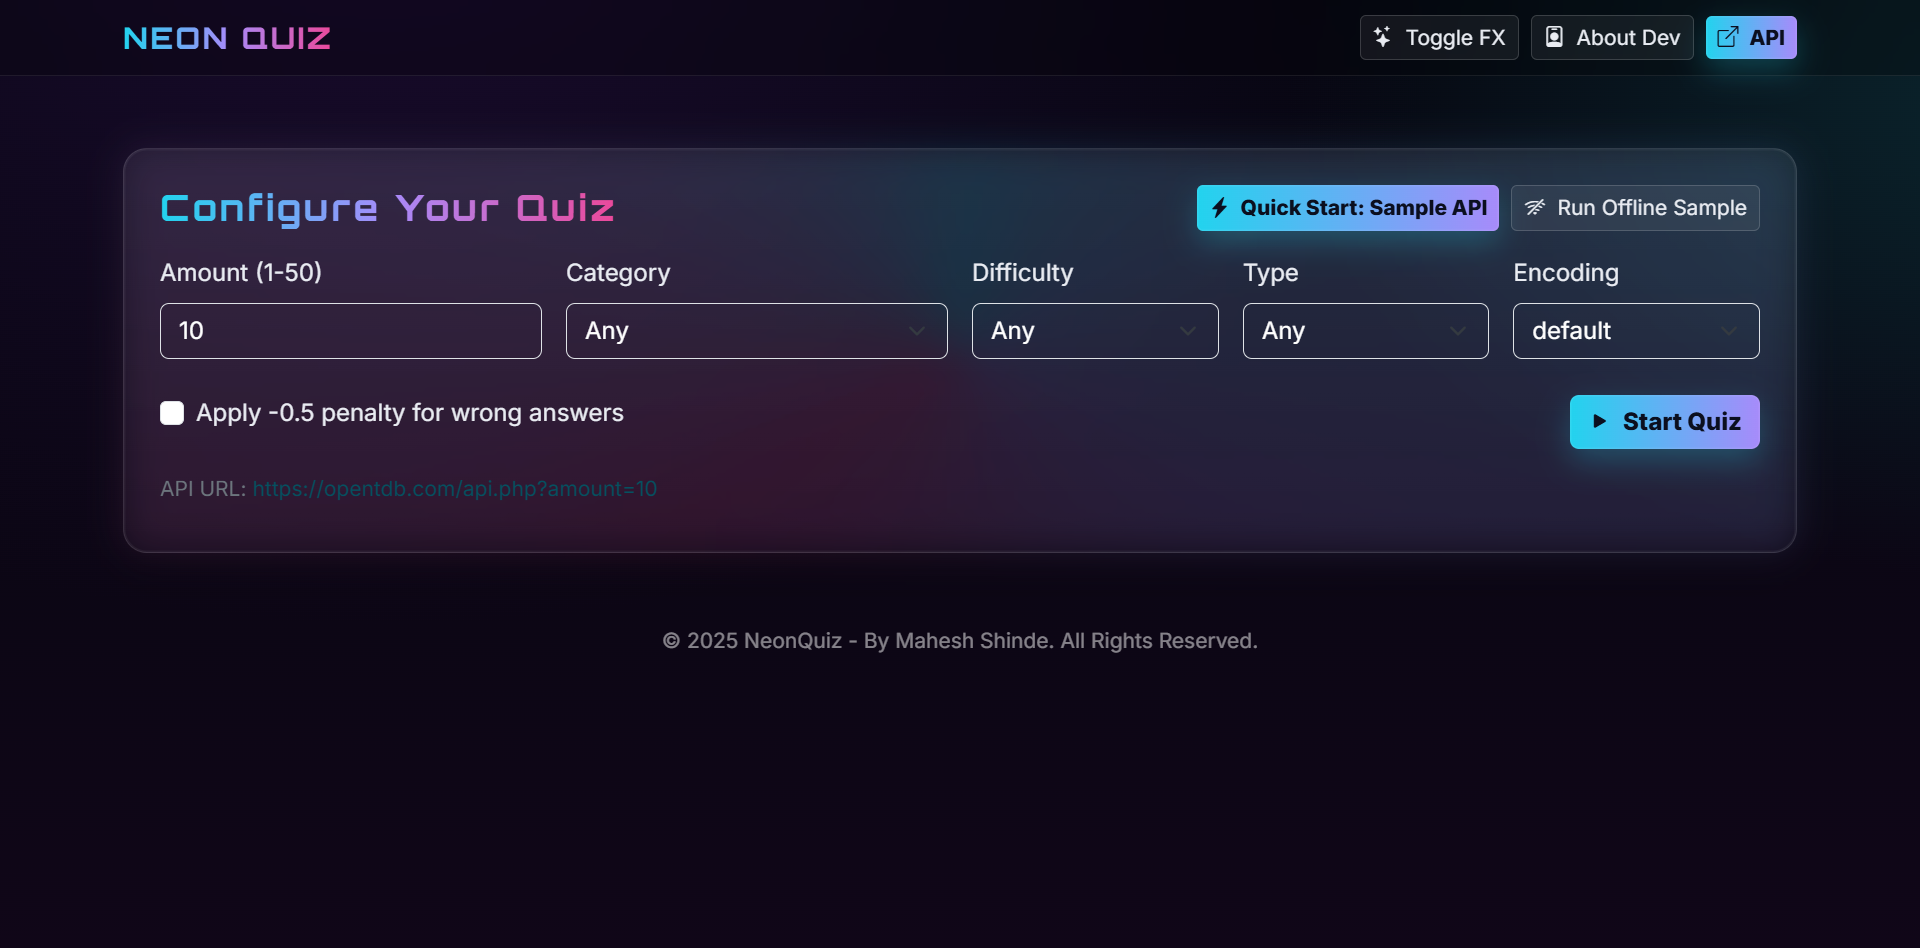 NEON QUIZ
Toggle FX
About Dev
API
Configure Your Quiz
Quick Start: Sample API
Run Offline Sample
Amount (1-50)
Category
Difficulty
Type
Encoding
10
Any
Any
Any
default
Apply -0.5 penalty for wrong answers
Start Quiz
API URL: https://opentdb.com/api.php?amount=10
© 2025 NeonQuiz - By Mahesh Shinde. All Rights Reserved.